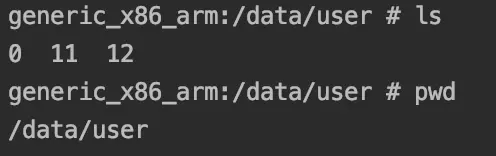 generic_x86_arm:/data/user # ls
0  11  12
generic_x86_arm:/data/user # pwd
/data/user